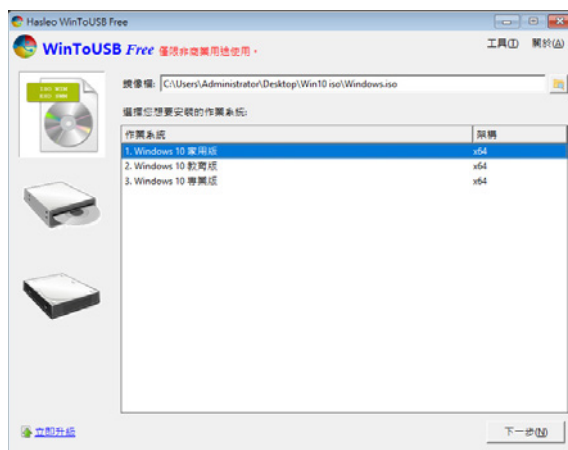 Hasleo WinToUSB Free
WinToUSB Free 僅限非商業用途使用。
工具(T) 關於(A)
鏡像檔: C:\Users\Administrator\Desktop\Win10 iso\Windows.iso
選擇您想要安裝的作業系統:
作業系統 架構
1. Windows 10 家用版 x64
2. Windows 10 教育版 x64
3. Windows 10 專業版 x64
立即升級 下一步(N)